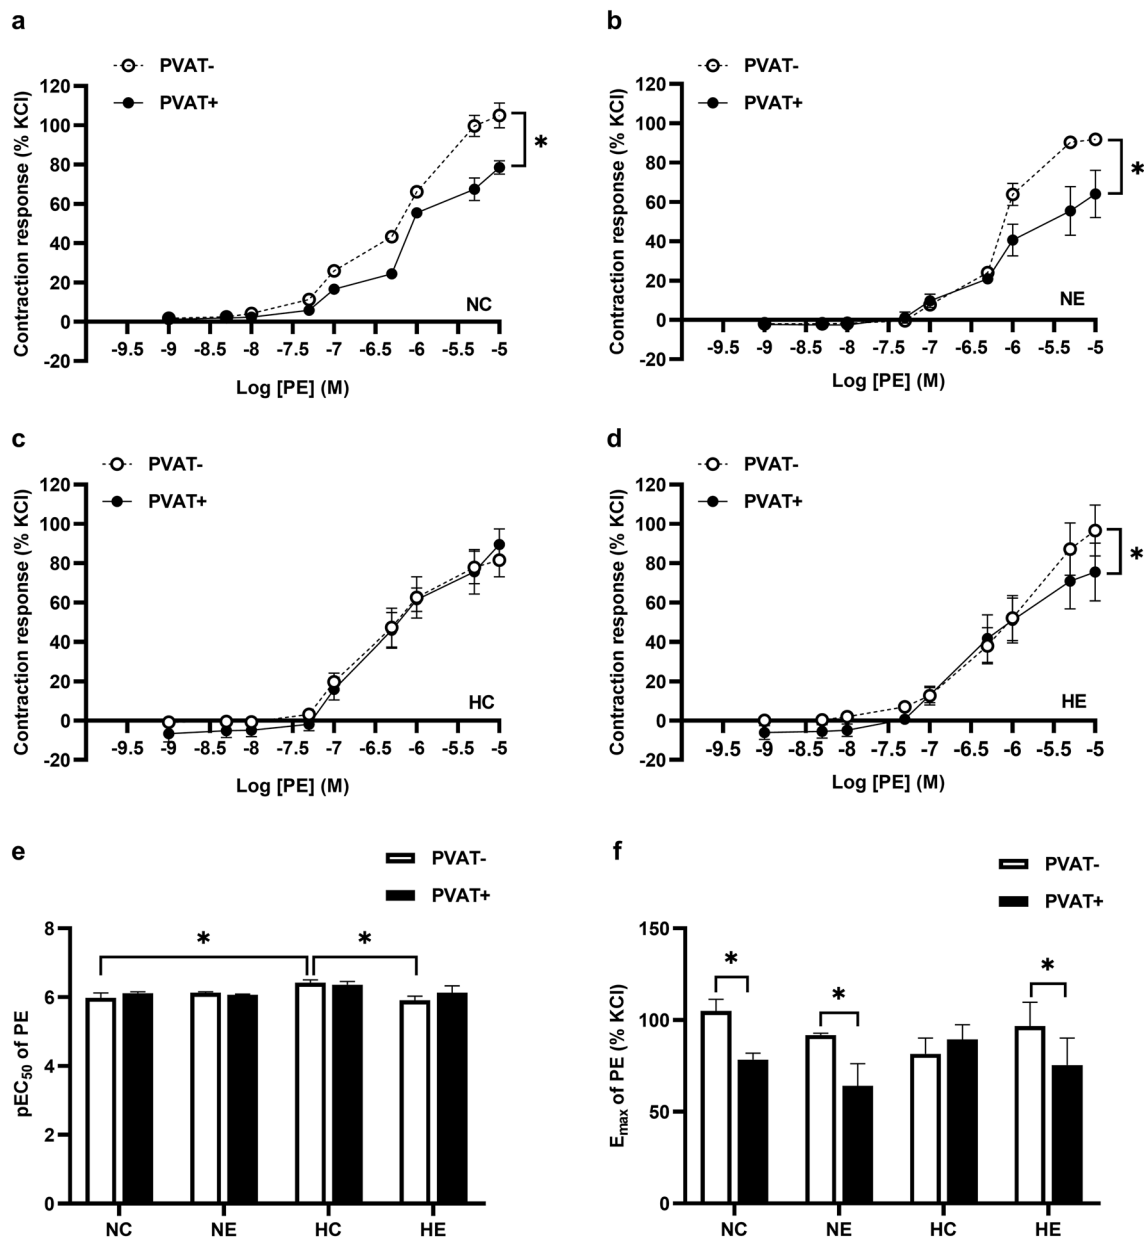 a
PVAT-
PVAT+
Contraction response (% KCl)
120
100
80
60
40
20
0
-20
*
NC
-9.5 -9 -8.5 -8 -7.5 -7 -6.5 -6 -5.5 -5
Log [PE] (M)
b
PVAT-
PVAT+
Contraction response (% KCl)
120
100
80
60
40
20
0
-20
*
NE
-9.5 -9 -8.5 -8 -7.5 -7 -6.5 -6 -5.5 -5
Log [PE] (M)
c
PVAT-
PVAT+
Contraction response (% KCl)
120
100
80
60
40
20
0
-20
HC
-9.5 -9 -8.5 -8 -7.5 -7 -6.5 -6 -5.5 -5
Log [PE] (M)
d
PVAT-
PVAT+
Contraction response (% KCl)
120
100
80
60
40
20
0
-20
*
HE
-9.5 -9 -8.5 -8 -7.5 -7 -6.5 -6 -5.5 -5
Log [PE] (M)
e
PVAT-
PVAT+
pEC50 of PE
8
6
4
2
0
* *
NC NE HC HE
f
PVAT-
PVAT+
Emax of PE (% KCl)
150
100
50
0
* * *
NC NE HC HE